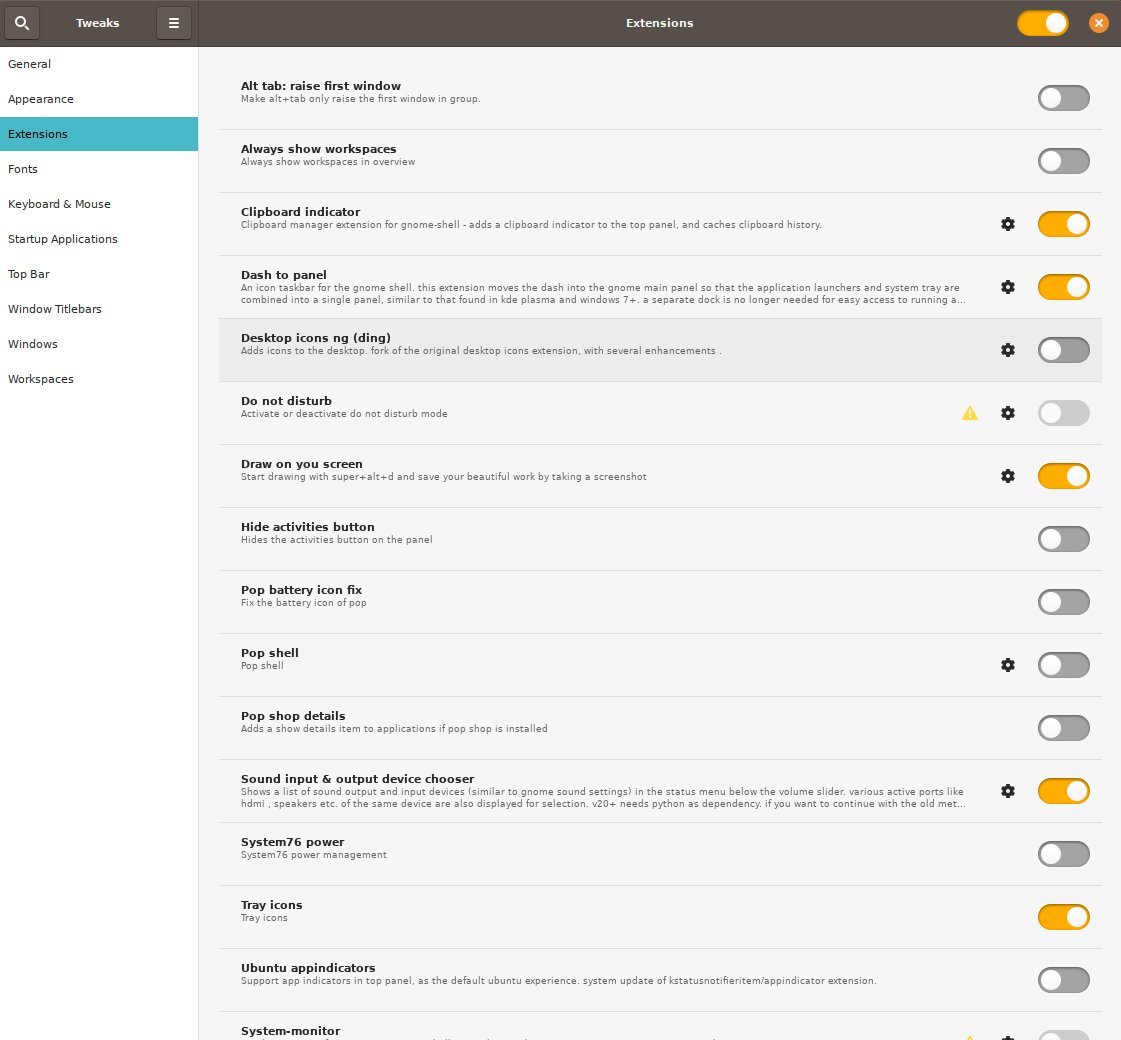 Tweaks
Extensions
General
Appearance
Extensions
Fonts
Keyboard & Mouse
Startup Applications
Top Bar
Window Titlebars
Windows
Workspaces
Alt tab: raise first window
Make alt+tab only raise the first window in group.
Always show workspaces
Always show workspaces in overview
Clipboard indicator
Clipboard manager extension for gnome-shell - adds a clipboard indicator to the top panel, and caches clipboard history.
Dash to panel
An icon taskbar for the gnome shell. this extension moves the dash into the gnome main panel so that the application launchers and system tray are
combined into a single panel, similar to that found in kde plasma and windows 7+. a separate dock is no longer needed for easy access to running a...
Desktop icons ng (ding)
Adds icons to the desktop. fork of the original desktop icons extension, with several enhancements .
Do not disturb
Activate or deactivate do not disturb mode
Draw on you screen
Start drawing with super+alt+d and save your beautiful work by taking a screenshot
Hide activities button
Hides the activities button on the panel
Pop battery icon fix
Fix the battery icon of pop
Pop shell
Pop shell
Pop shop details
Adds a show details item to applications if pop shop is installed
Sound input & output device chooser
Shows a list of sound output and input devices (similar to gnome sound settings) in the status menu below the volume slider. various active ports like
hdmi , speakers etc. of the same device are also displayed for selection. v20+ needs python as dependency. if you want to continue with the old met...
System76 power
System76 power management
Tray icons
Tray icons
Ubuntu appindicators
Support app indicators in top panel, as the default ubuntu experience. system update of kstatusnotifieritem/appindicator extension.
System-monitor